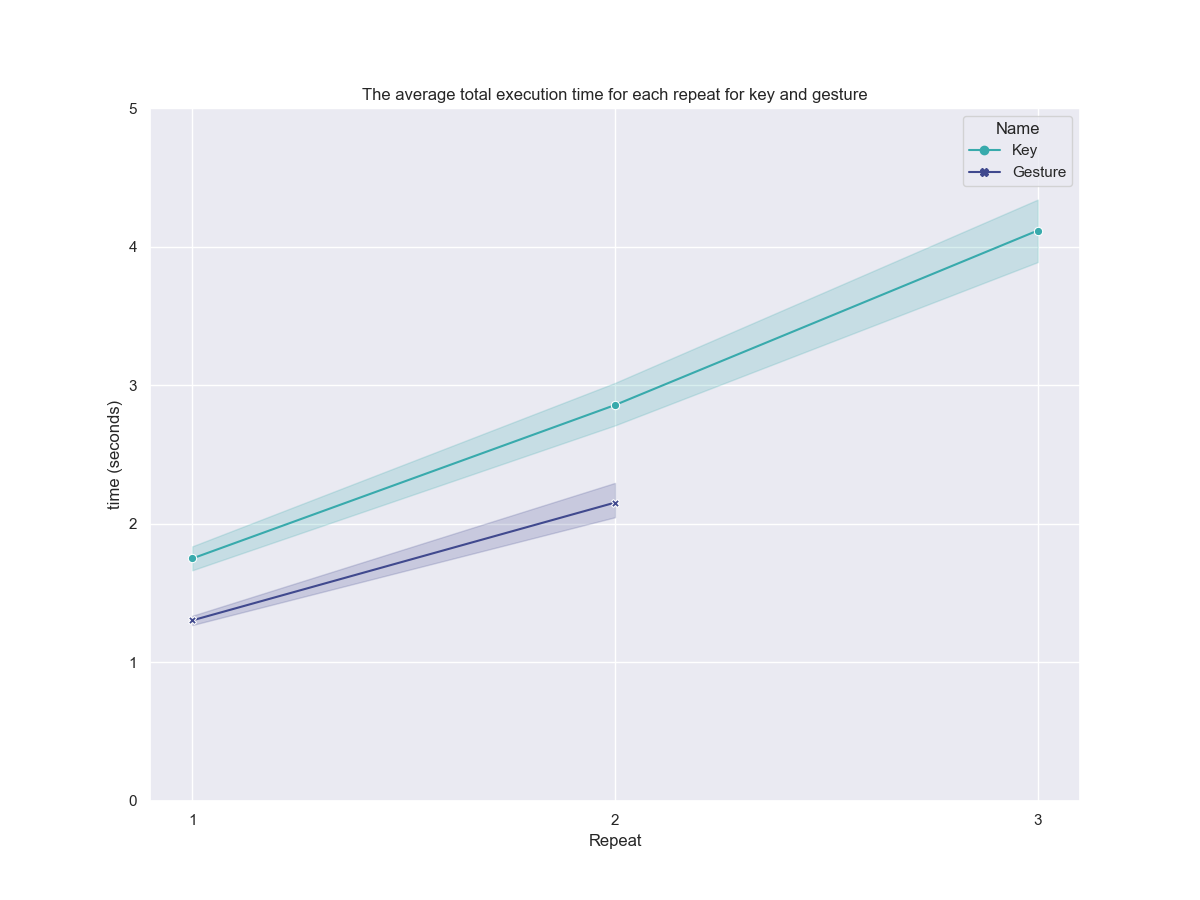 The average total execution time for each repeat for key and gesture
5
4
3
2
1
0
time (seconds)
1 2 3
Repeat
Name
Key
Gesture